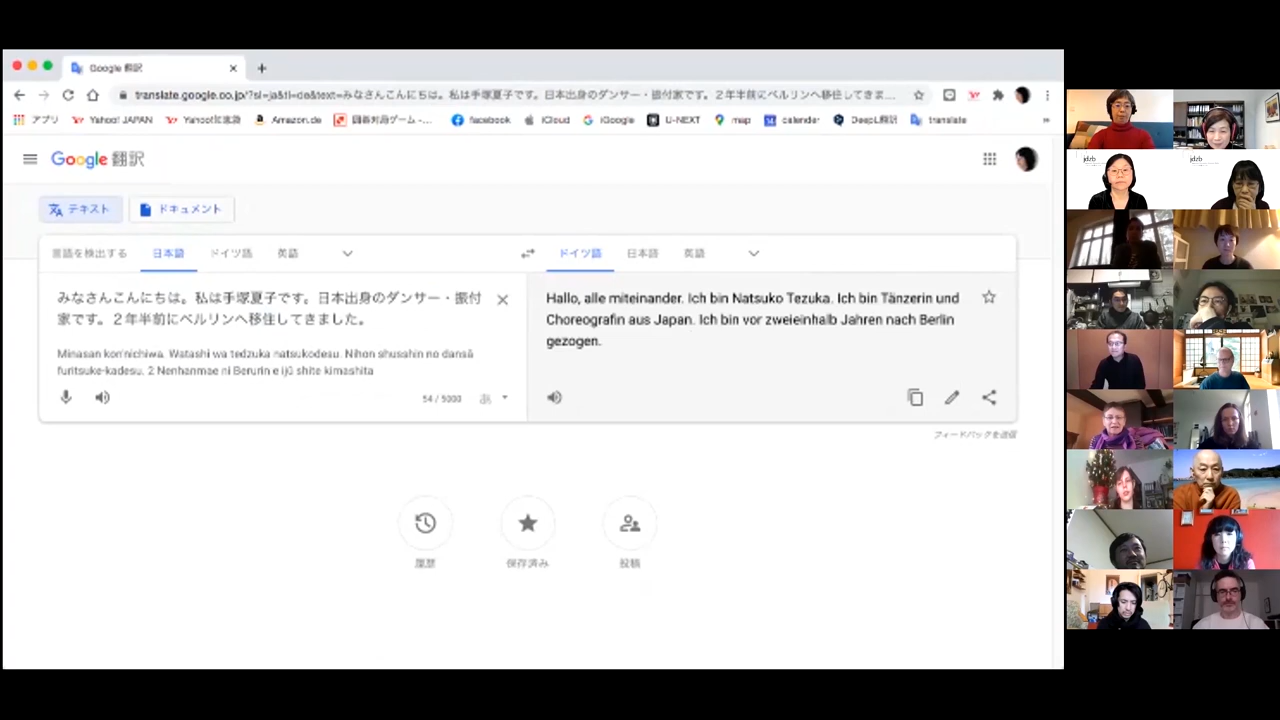 Google 翻訳
translate.google.co.jp/?sl=ja&tl=de&text=みなさんこんにちは。私は手塚夏子です。日本出身のダンサー・振付家です。２年半前にベルリンへ移住してきま...
アプリ Yahoo! JAPAN Amazon.de facebook iCloud iGoogle U-NEXT map calender DeepL翻訳 translate
Google 翻訳
テキスト ドキュメント
言語を検出する 日本語 ドイツ語 英語 ドイツ語 日本語 英語
みなさんこんにちは。私は手塚夏子です。日本出身のダンサー・振付
家です。２年半前にベルリンへ移住してきました。
Minasan kon'nichiwa. Watashi wa tedzuka natsukodesu. Nihon shusshin no dansā
furitsuke-kadesu. 2 Nenhanmae ni Berurin e ijū shite kimashita
54 / 5000 あ
Hallo, alle miteinander. Ich bin Natsuko Tezuka. Ich bin Tänzerin und
Choreografin aus Japan. Ich bin vor zweieinhalb Jahren nach Berlin
gezogen.
フィードバックを送信
履歴 保存済み 投稿
jdzb
jdzb